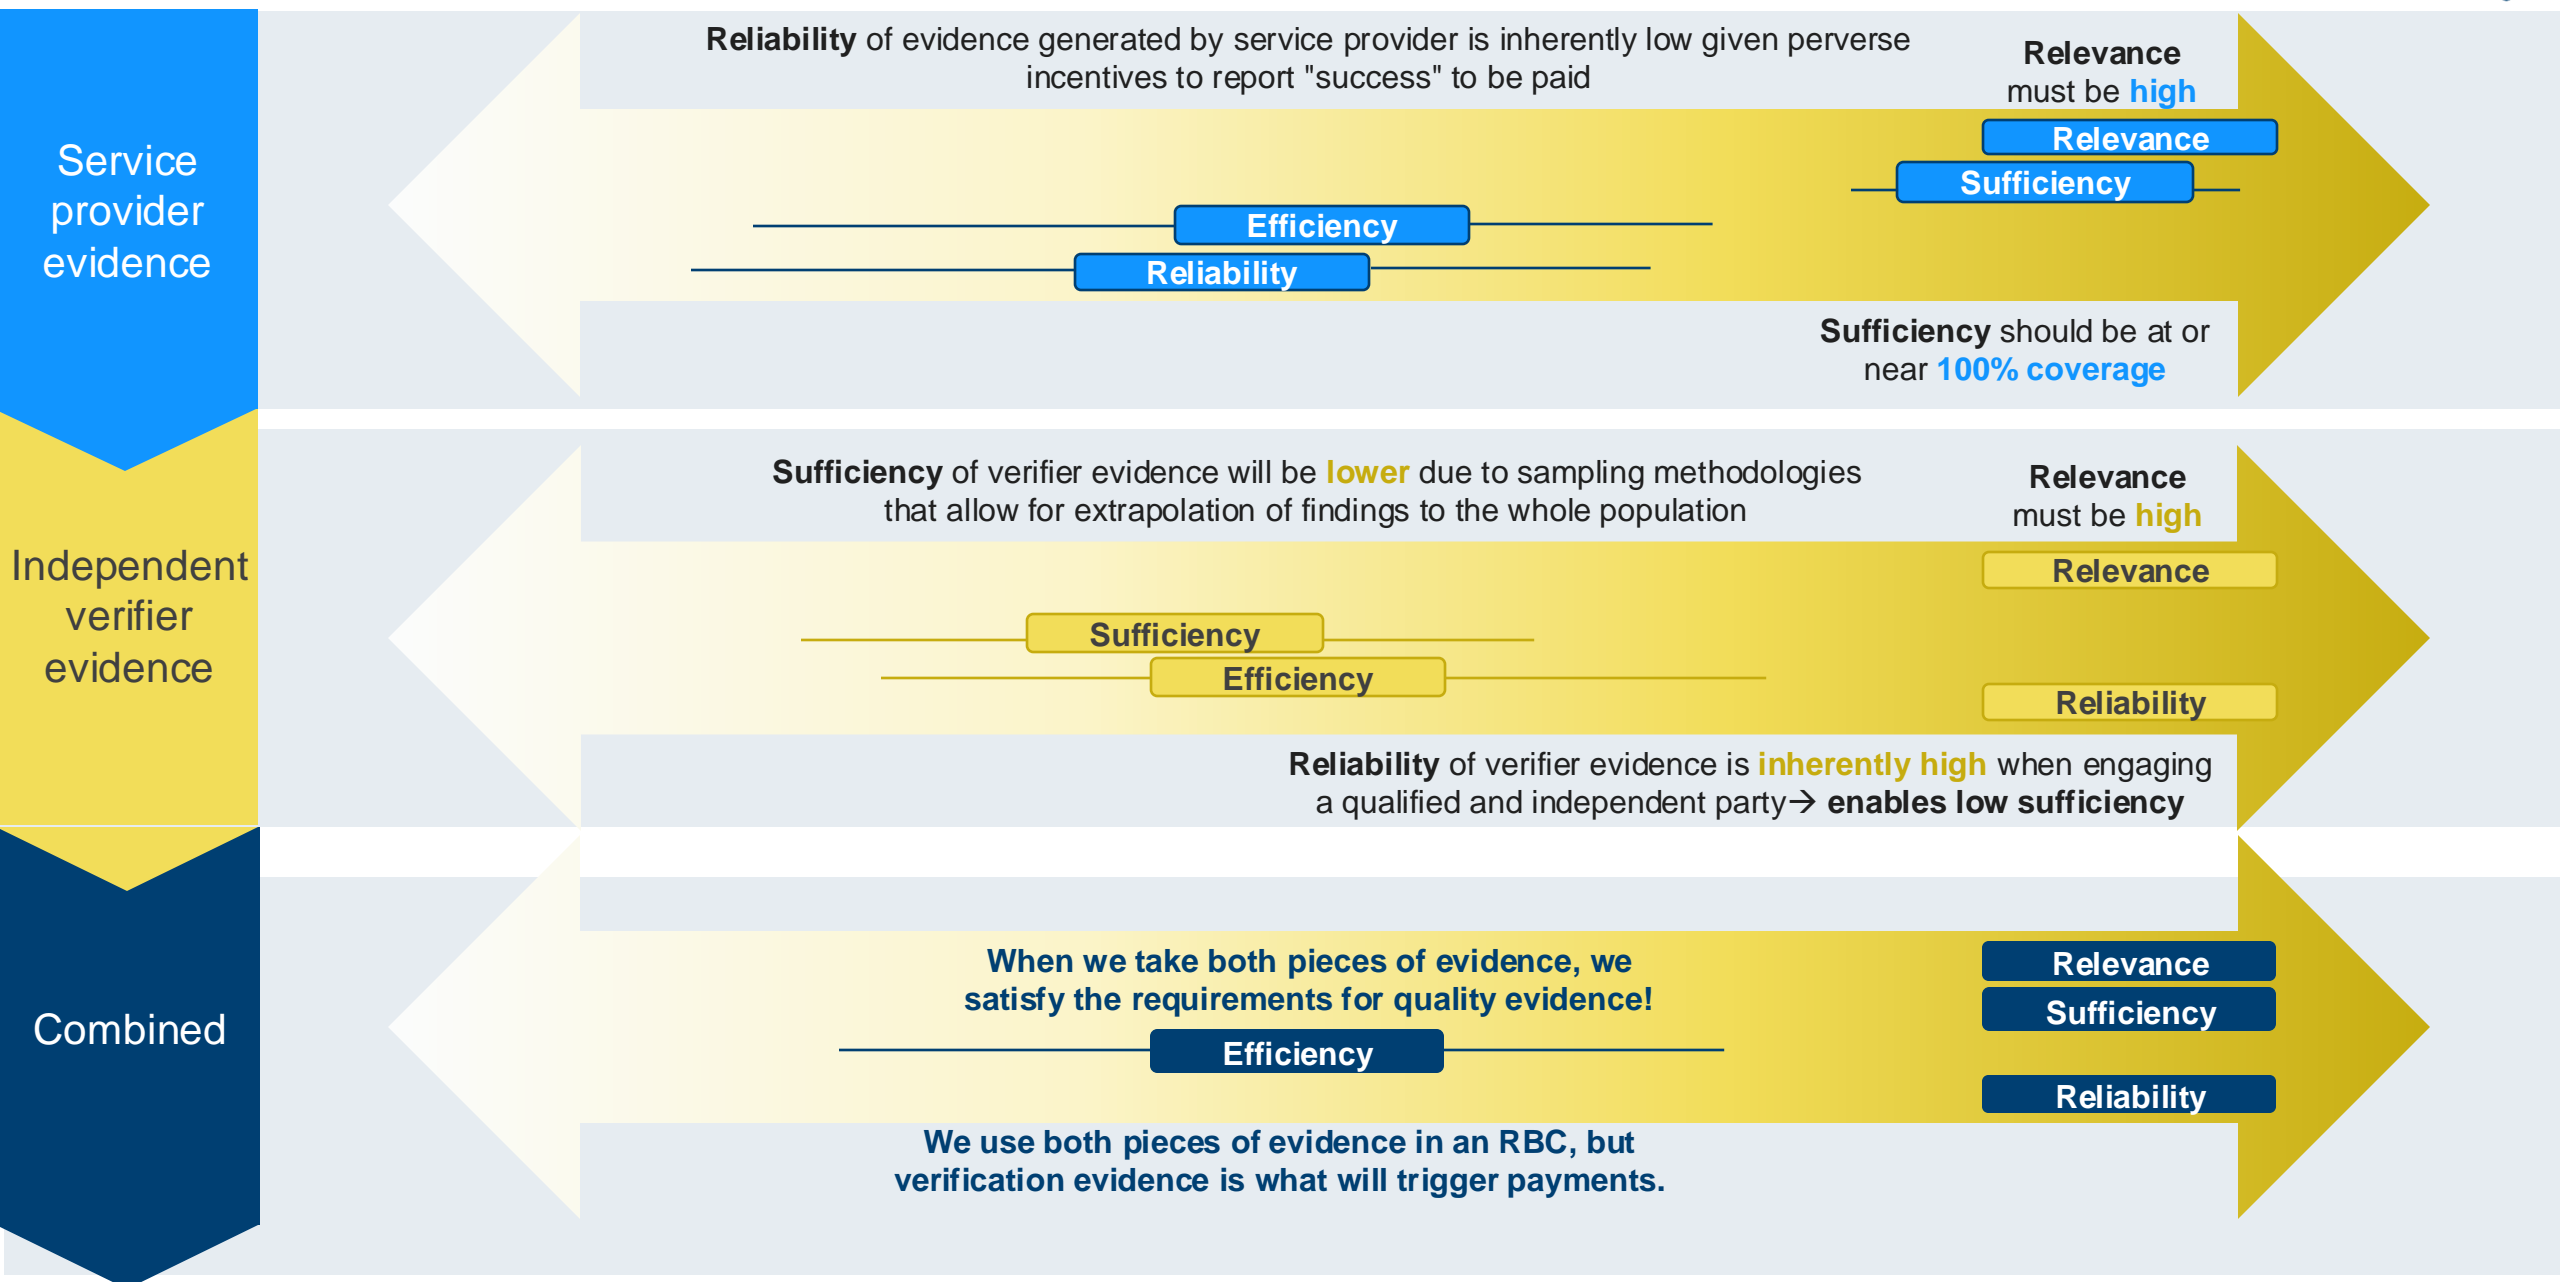 Service
provider
evidence
Reliability of evidence generated by service provider is inherently low given perverse
incentives to report "success" to be paid
Relevance
must be high
Relevance
Sufficiency
Efficiency
Reliability
Sufficiency should be at or
near 100% coverage
Independent
verifier
evidence
Sufficiency of verifier evidence will be lower due to sampling methodologies
that allow for extrapolation of findings to the whole population
Relevance
must be high
Relevance
Sufficiency
Efficiency
Reliability
Reliability of verifier evidence is inherently high when engaging
a qualified and independent party→ enables low sufficiency
Combined
When we take both pieces of evidence, we
satisfy the requirements for quality evidence!
Relevance
Sufficiency
Efficiency
Reliability
We use both pieces of evidence in an RBC, but
verification evidence is what will trigger payments.